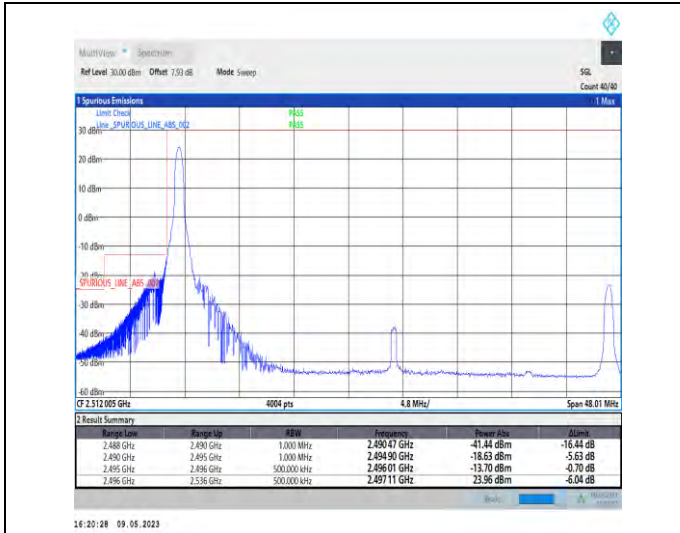 MultiView Spectrum
Ref Level 30.00 dBm Offset 7.93 dB Mode Sweep SGL
Count 40/40
1 Spurious Emissions 1 Max
Limit Check PASS
Line _SPURIOUS_LINE_ABS_002 PASS
30 dBm
20 dBm
10 dBm
0 dBm
-10 dBm
-20 dBm
SPURIOUS_LINE_ABS_002
-30 dBm
-40 dBm
-50 dBm
-60 dBm
CF 2.512 005 GHz 4004 pts 4.8 MHz/ Span 48.01 MHz
2 Result Summary
Range Low Range Up RBW Frequency Power Abs ΔLimit
2.488 GHz 2.490 GHz 1.000 MHz 2.490 47 GHz -41.44 dBm -16.44 dB
2.490 GHz 2.495 GHz 1.000 MHz 2.494 90 GHz -18.63 dBm -5.63 dB
2.495 GHz 2.496 GHz 500.000 kHz 2.496 01 GHz -13.70 dBm -0.70 dB
2.496 GHz 2.536 GHz 500.000 kHz 2.497 11 GHz 23.96 dBm -6.04 dB
16:20:28 09.05.2023